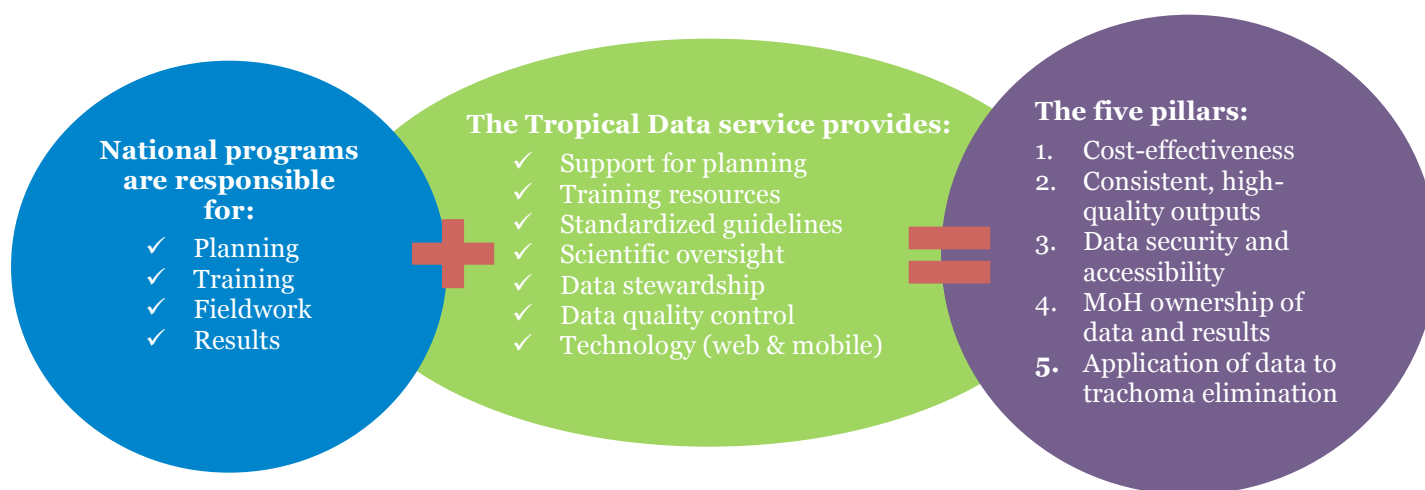 National programs
are responsible
for:
✓ Planning
✓ Training
✓ Fieldwork
✓ Results
The Tropical Data service provides:
✓ Support for planning
✓ Training resources
✓ Standardized guidelines
✓ Scientific oversight
✓ Data stewardship
✓ Data quality control
✓ Technology (web & mobile)
The five pillars:
1. Cost-effectiveness
2. Consistent, high-
quality outputs
3. Data security and
accessibility
4. MoH ownership of
data and results
5. Application of data to
trachoma elimination